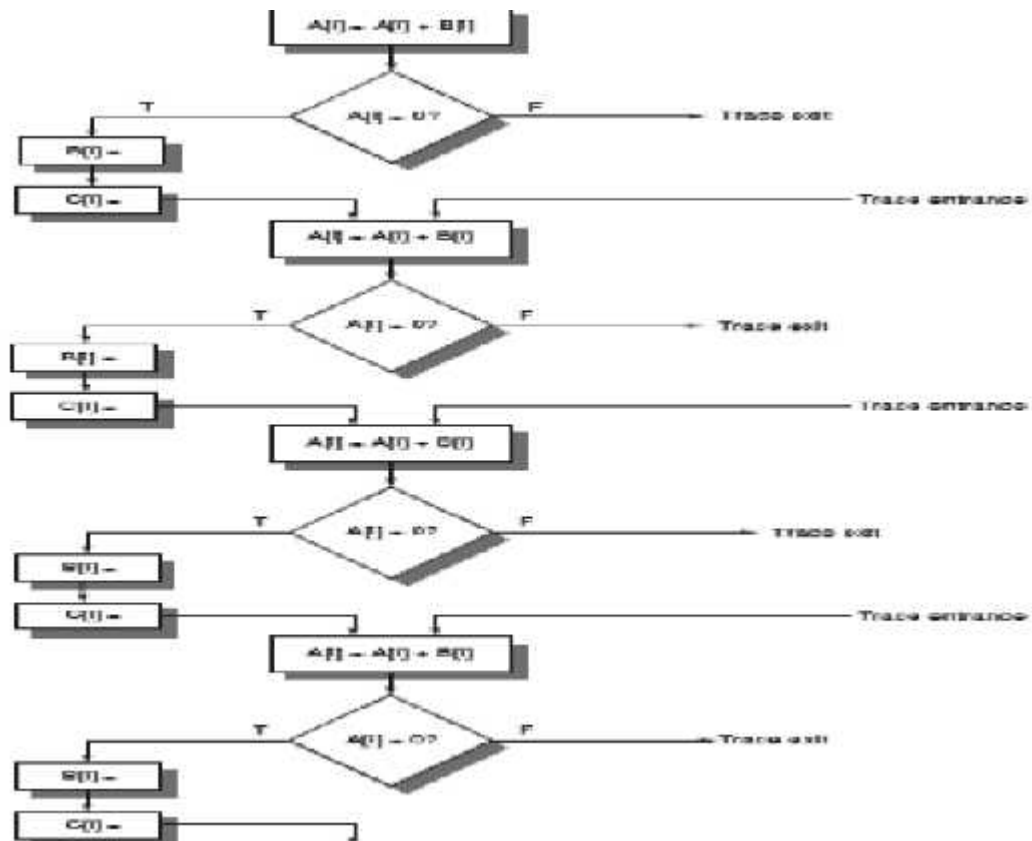 A[i] = A[i] + B[i]
T
A[i] = 0?
F
Trace exit
B[i] =
C[i] =
Trace entrance
A[i] = A[i] + B[i]
T
A[i] = 0?
F
Trace exit
B[i] =
C[i] =
Trace entrance
A[i] = A[i] + B[i]
T
A[i] = 0?
F
Trace exit
B[i] =
C[i] =
Trace entrance
A[i] = A[i] + B[i]
T
A[i] = 0?
F
Trace exit
B[i] =
C[i] =